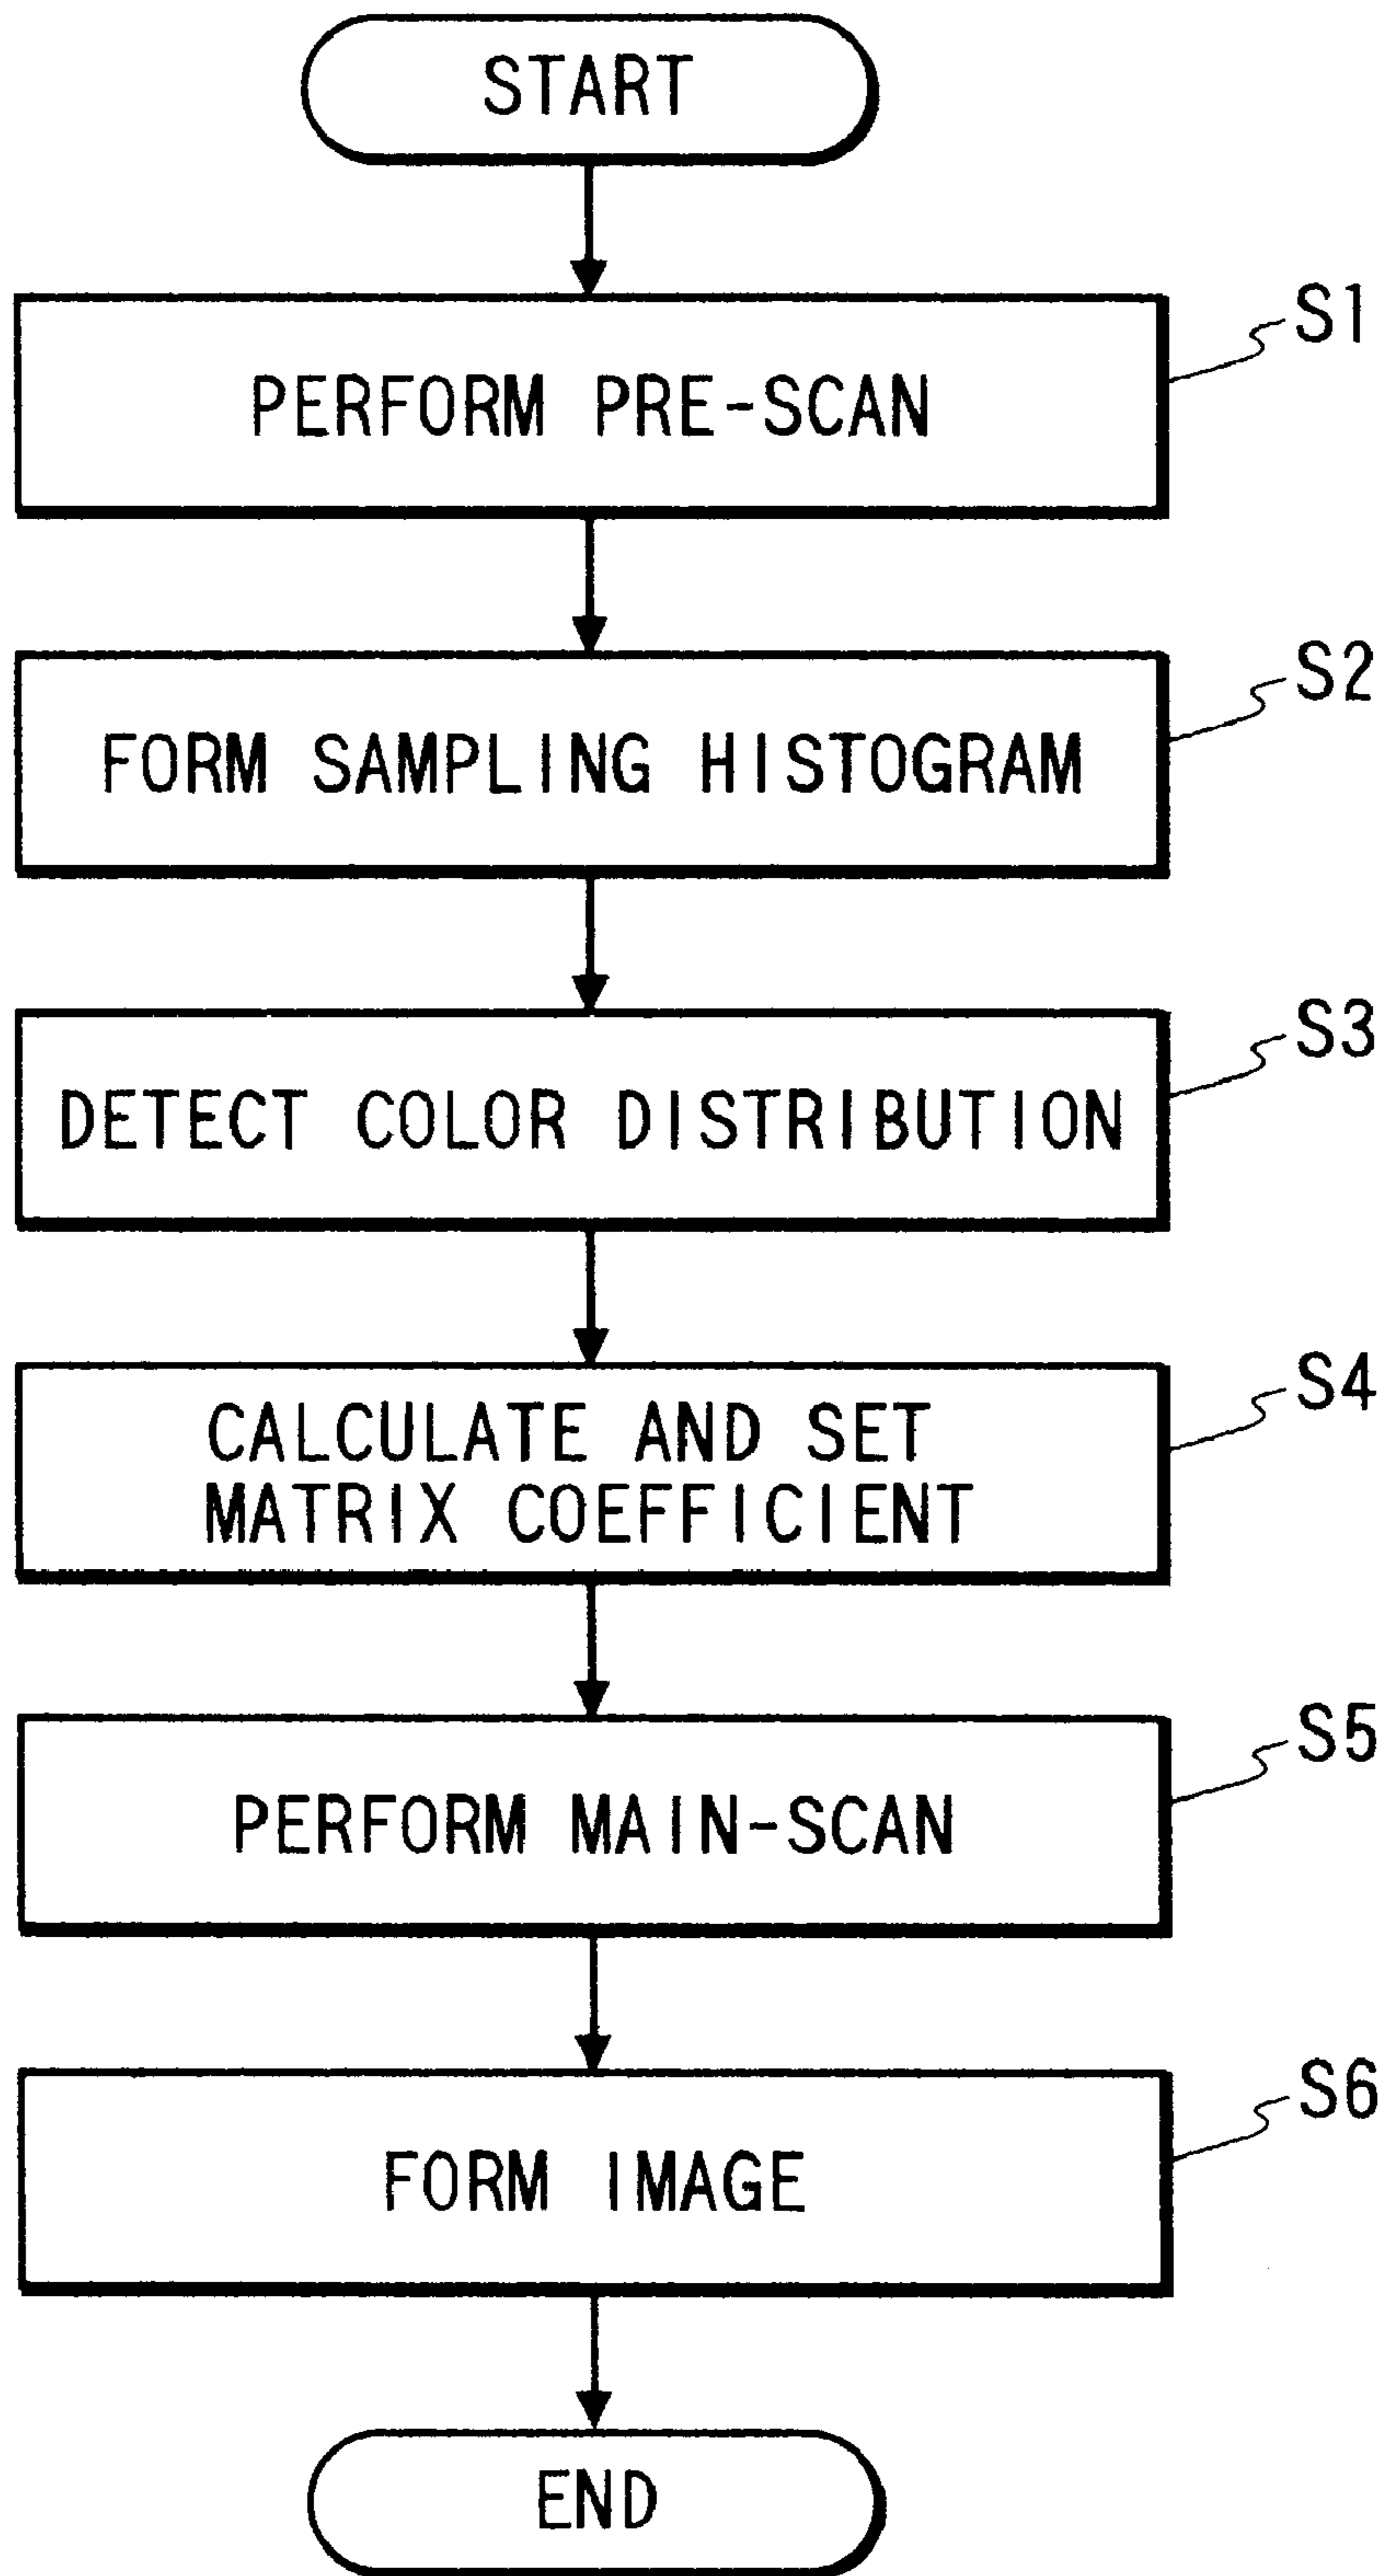 START
S1
PERFORM PRE-SCAN
S2
FORM SAMPLING HISTOGRAM
S3
DETECT COLOR DISTRIBUTION
S4
CALCULATE AND SET
MATRIX COEFFICIENT
S5
PERFORM MAIN-SCAN
S6
FORM IMAGE
END